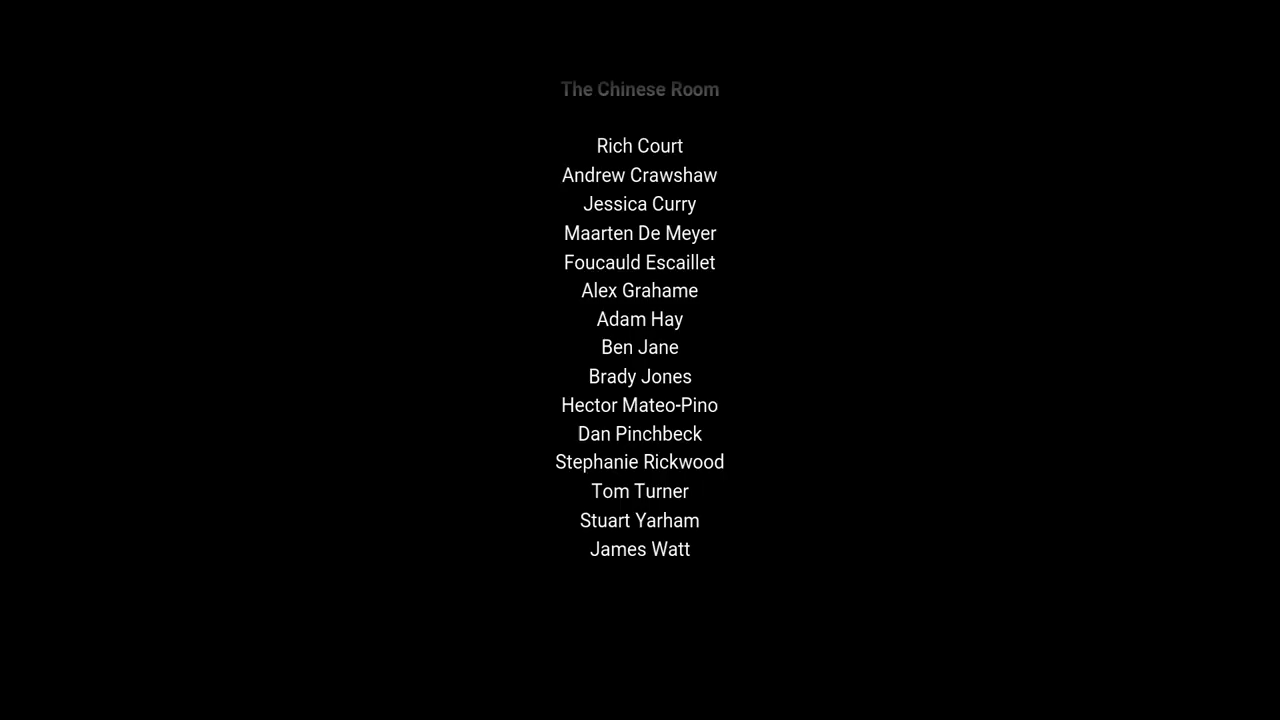 The Chinese Room
Rich Court
Andrew Crawshaw
Jessica Curry
Maarten De Meyer
Foucauld Escaillet
Alex Grahame
Adam Hay
Ben Jane
Brady Jones
Hector Mateo-Pino
Dan Pinchbeck
Stephanie Rickwood
Tom Turner
Stuart Yarham
James Watt